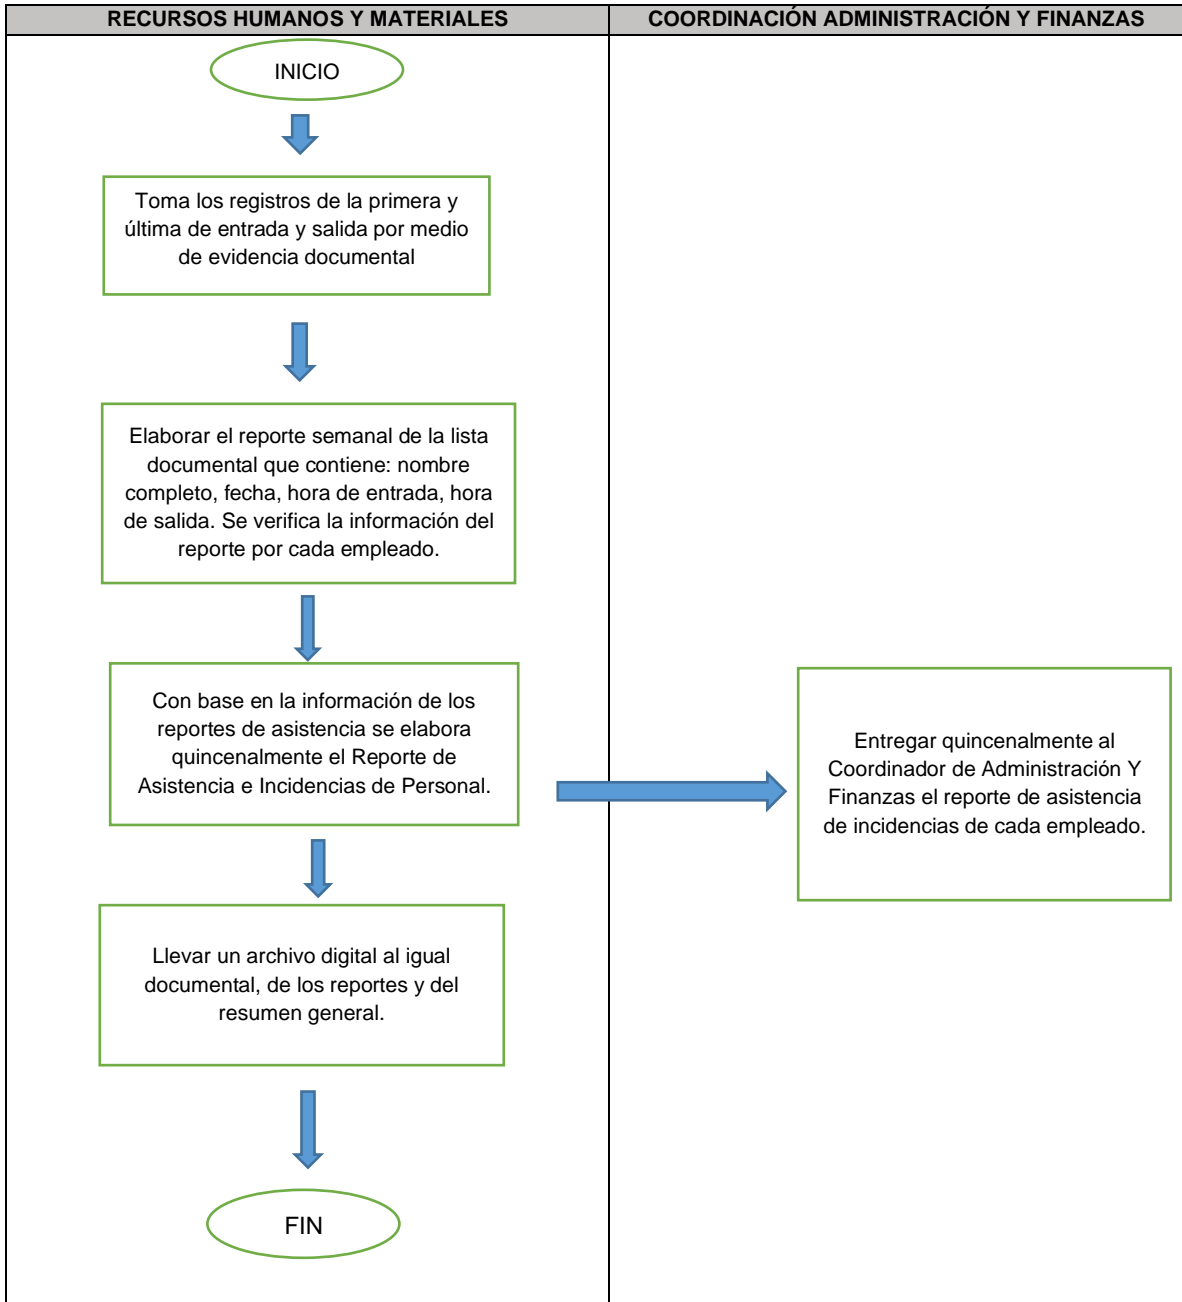 RECURSOS HUMANOS Y MATERIALES
COORDINACIÓN ADMINISTRACIÓN Y FINANZAS
INICIO
Toma los registros de la primera y
última de entrada y salida por medio
de evidencia documental
Elaborar el reporte semanal de la lista
documental que contiene: nombre
completo, fecha, hora de entrada, hora
de salida. Se verifica la información del
reporte por cada empleado.
Con base en la información de los
reportes de asistencia se elabora
quincenalmente el Reporte de
Asistencia e Incidencias de Personal.
Entregar quincenalmente al
Coordinador de Administración Y
Finanzas el reporte de asistencia
de incidencias de cada empleado.
Llevar un archivo digital al igual
documental, de los reportes y del
resumen general.
FIN